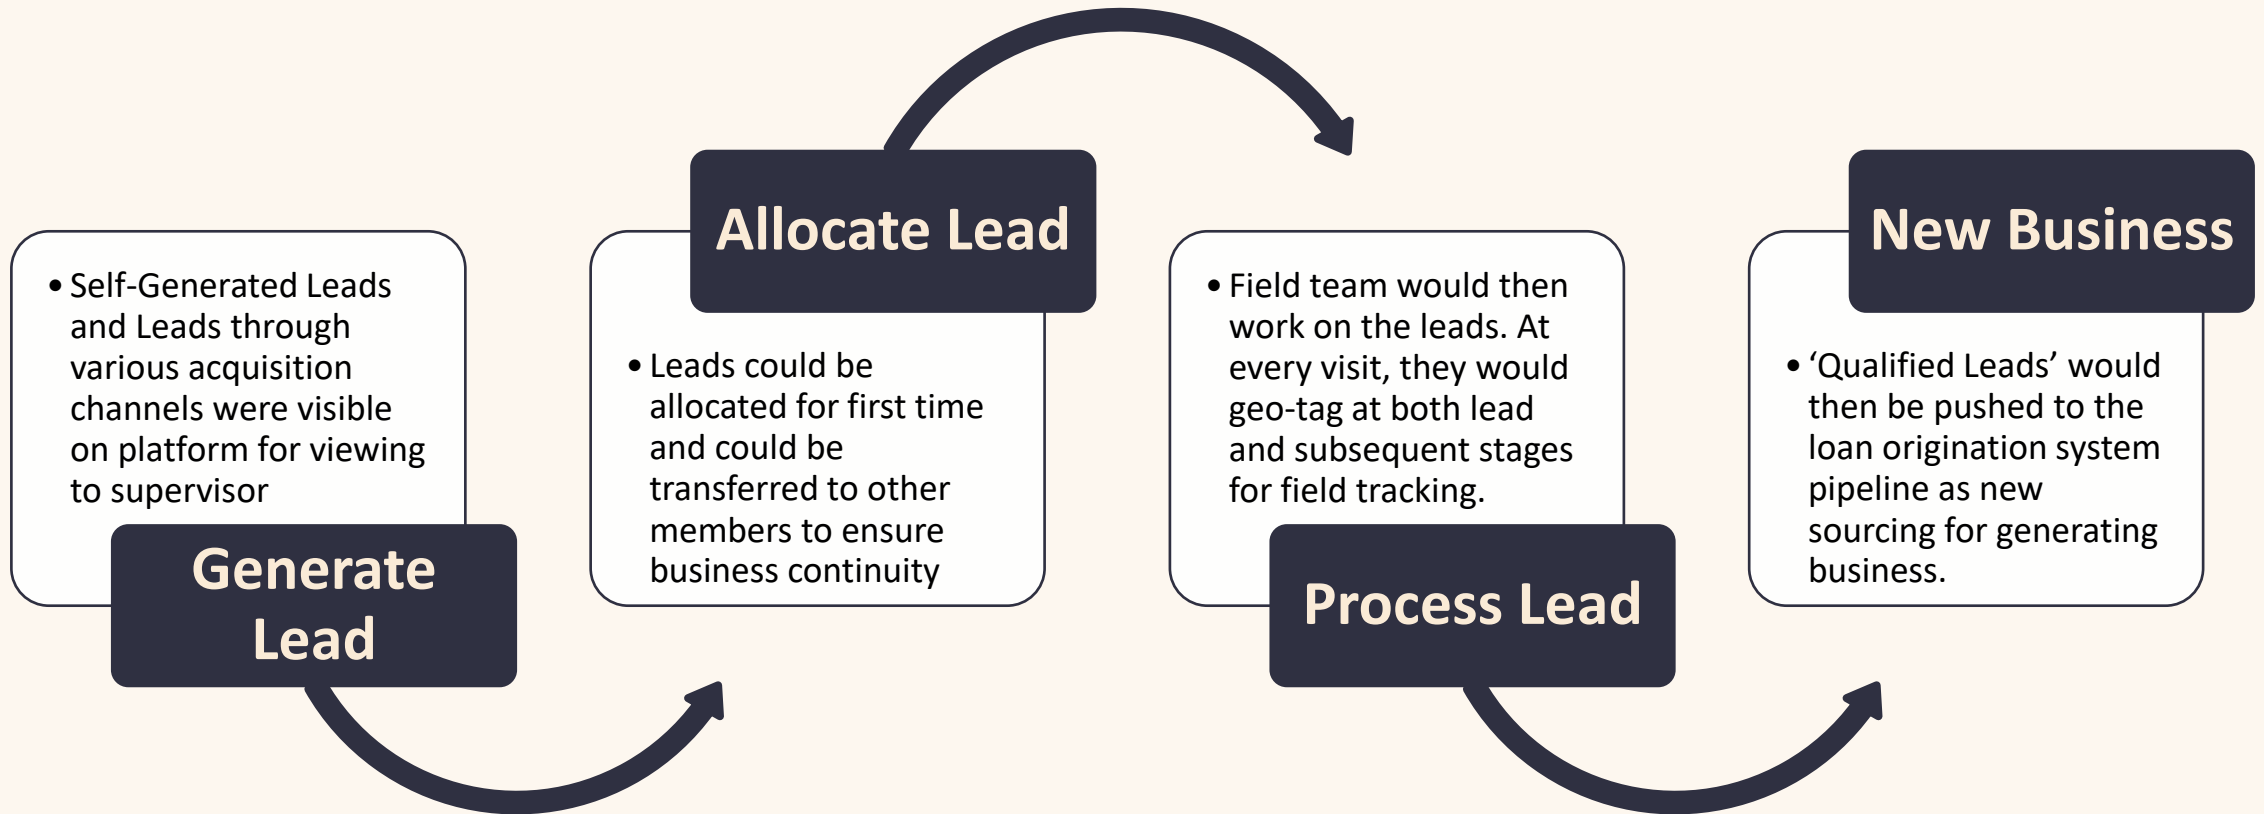 • Self-Generated Leads
and Leads through
various acquisition
channels were visible
on platform for viewing
to supervisor
Generate
Lead
Allocate Lead
• Leads could be
allocated for first time
and could be
transferred to other
members to ensure
business continuity
• Field team would then
work on the leads. At
every visit, they would
geo-tag at both lead
and subsequent stages
for field tracking.
Process Lead
New Business
• ‘Qualified Leads’ would
then be pushed to the
loan origination system
pipeline as new
sourcing for generating
business.